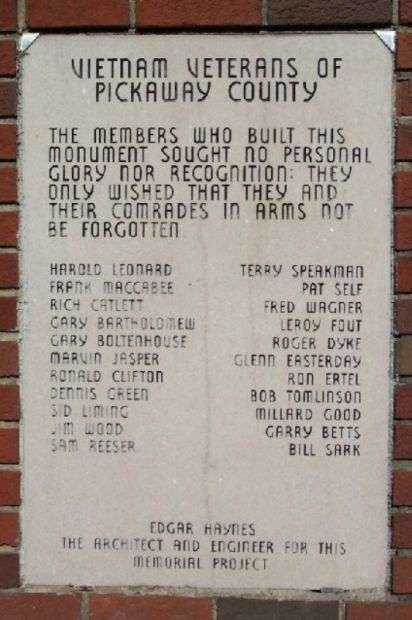 VIETNAM VETERANS OF
PICKAWAY COUNTY
THE MEMBERS WHO BUILT THIS
MONUMENT SOUGHT NO PERSONAL
GLORY NOR RECOGNITION: THEY
ONLY WISHED THAT THEY AND
THEIR COMRADES IN ARMS NOT
BE FORGOTTEN
HAROLD LEONARD TERRY SPEAKMAN
FRANK MACCABEE PAT SELF
RICH CATLETT FRED WAGNER
GARY BARTHOLOMEW LEROY FOUT
GARY BOLTENHOUSE ROGER DYKE
MARVIN JASPER GLENN EASTERDAY
RONALD CLIFTON RON ERTEL
DENNIS GREEN BOB TOMLINSON
SID LIMING MILLARD GOOD
JIM WOOD GARRY BETTS
SAM REESER BILL SARK
EDGAR HAYNES
THE ARCHITECT AND ENGINEER FOR THIS
MEMORIAL PROJECT